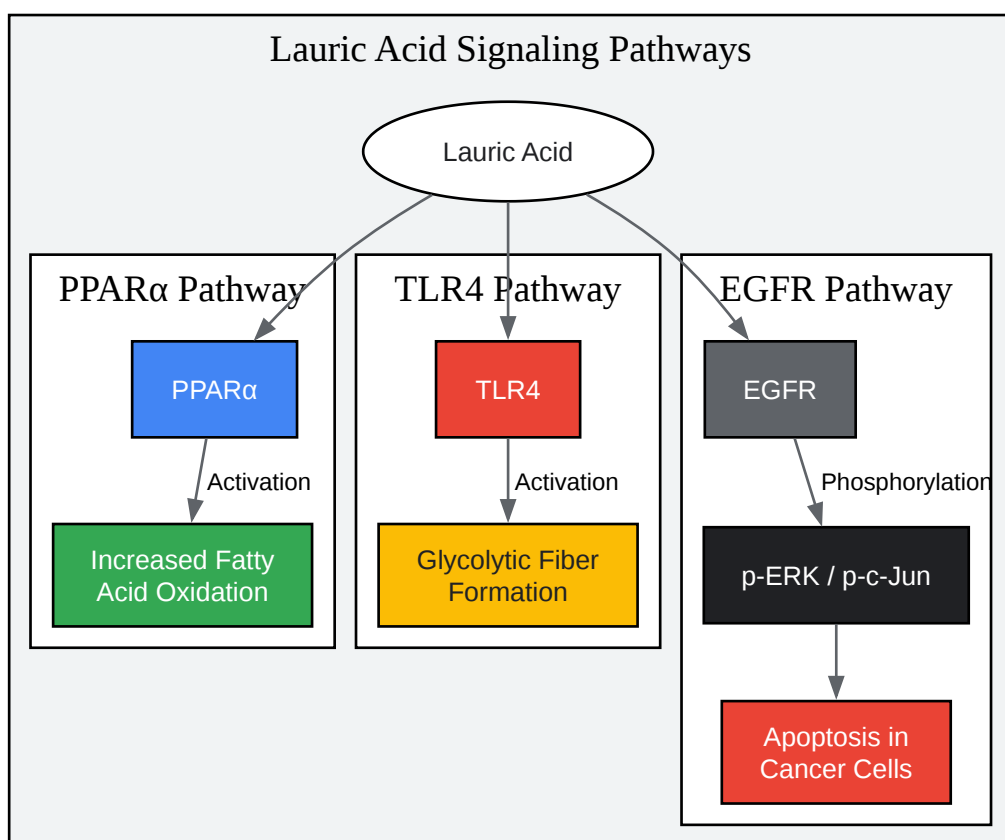 Lauric Acid Signaling Pathways
Lauric Acid
PPARα Pathway
TLR4 Pathway
EGFR Pathway
PPARα
TLR4
EGFR
Activation
Activation
Phosphorylation
Increased Fatty
Acid Oxidation
Glycolytic Fiber
Formation
p-ERK / p-c-Jun
Apoptosis in
Cancer Cells